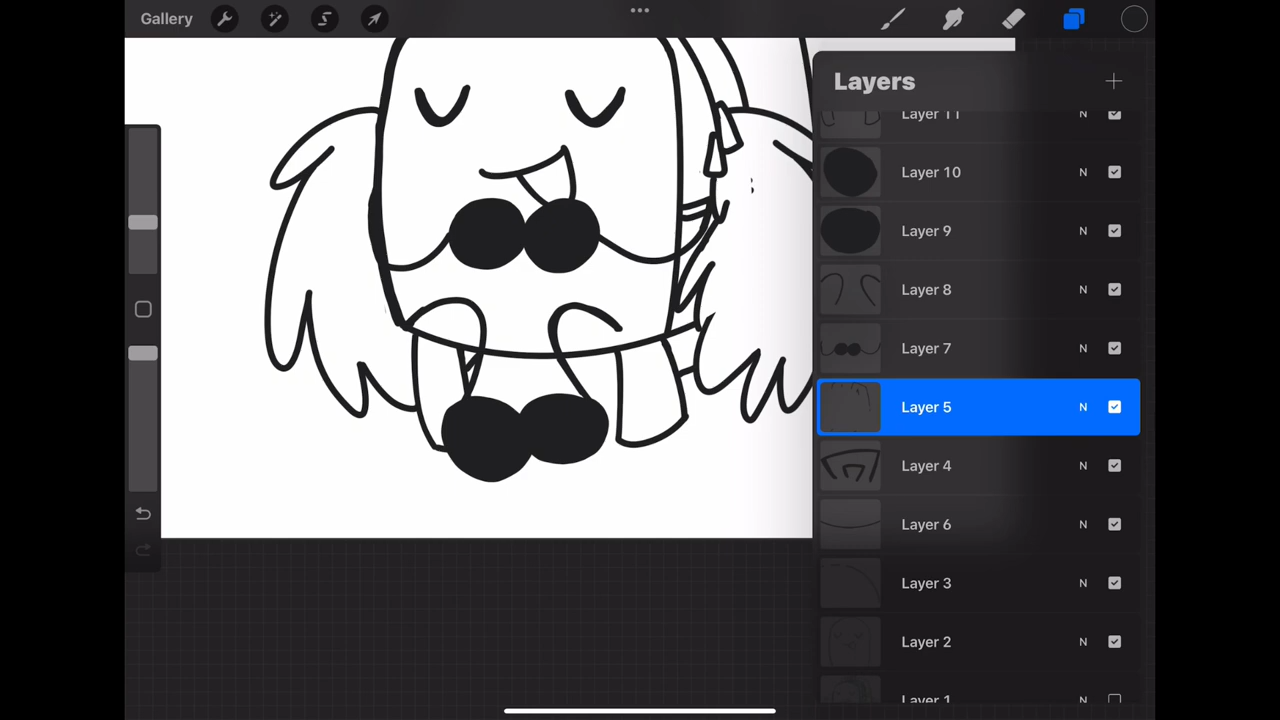 Gallery
Layers
Layer 11 N
Layer 10 N
Layer 9 N
Layer 8 N
Layer 7 N
Layer 5 N
Layer 4 N
Layer 6 N
Layer 3 N
Layer 2 N
Layer 1 N